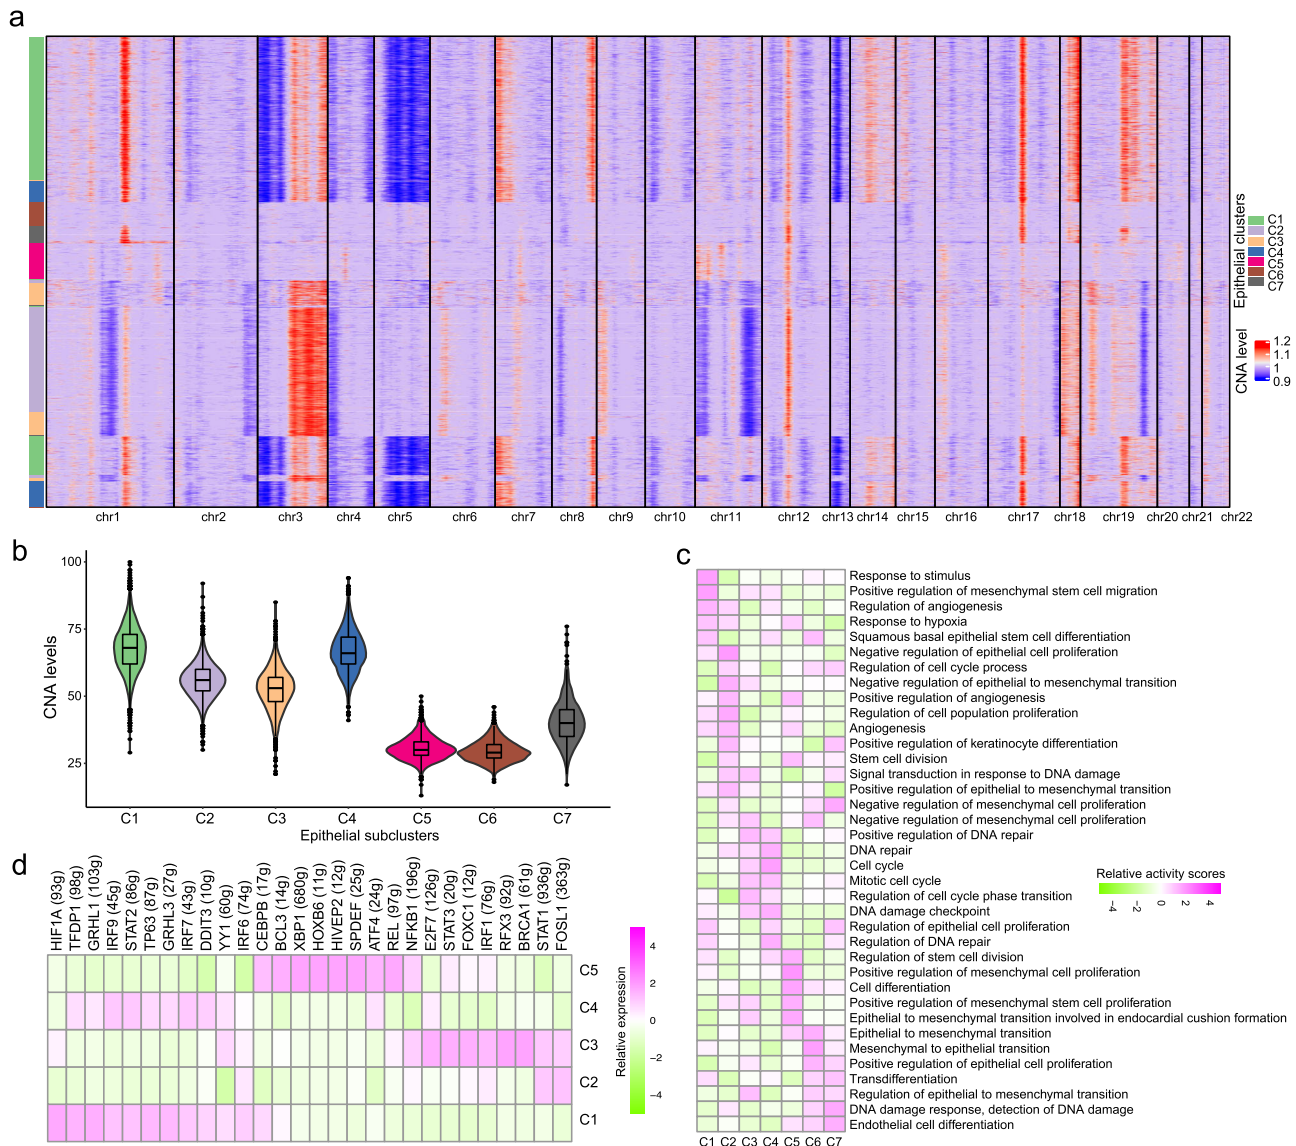 a
Epithelial clusters
C1
C2
C3
C4
C5
C6
C7
CNA level
1.2
1.1
1
0.9
chr1
chr2
chr3
chr4
chr5
chr6
chr7
chr8
chr9
chr10
chr11
chr12
chr13
chr14
chr15
chr16
chr17
chr18
chr19
chr20
chr21
chr22
b
CNA levels
100
75
50
25
C1
C2
C3
C4
C5
C6
C7
Epithelial subclusters
c
Response to stimulus
Positive regulation of mesenchymal stem cell migration
Regulation of angiogenesis
Response to hypoxia
Squamous basal epithelial stem cell differentiation
Negative regulation of epithelial cell proliferation
Regulation of cell cycle process
Negative regulation of epithelial to mesenchymal transition
Positive regulation of angiogenesis
Regulation of cell population proliferation
Angiogenesis
Positive regulation of keratinocyte differentiation
Stem cell division
Signal transduction in response to DNA damage
Positive regulation of epithelial to mesenchymal transition
Negative regulation of mesenchymal cell proliferation
Negative regulation of mesenchymal cell proliferation
Positive regulation of DNA repair
DNA repair
Cell cycle
Mitotic cell cycle
Regulation of cell cycle phase transition
DNA damage checkpoint
Regulation of epithelial cell proliferation
Regulation of DNA repair
Regulation of stem cell division
Positive regulation of mesenchymal cell proliferation
Cell differentiation
Positive regulation of mesenchymal stem cell proliferation
Epithelial to mesenchymal transition involved in endocardial cushion formation
Epithelial to mesenchymal transition
Mesenchymal to epithelial transition
Positive regulation of epithelial cell proliferation
Transdifferentiation
Regulation of epithelial to mesenchymal transition
DNA damage response, detection of DNA damage
Endothelial cell differentiation
C1 C2 C3 C4 C5 C6 C7
Relative activity scores
−4
−2
0
2
4
d
HIF1A (93g)
TFDP1 (98g)
GRHL1 (103g)
IRF9 (45g)
STAT2 (86g)
TP63 (87g)
GRHL3 (27g)
IRF7 (43g)
DDIT3 (10g)
YY1 (60g)
IRF6 (74g)
CEBPB (17g)
BCL3 (14g)
XBP1 (680g)
HOXB6 (11g)
HIVEP2 (12g)
SPDEF (25g)
ATF4 (24g)
REL (97g)
NFKB1 (196g)
E2F7 (126g)
STAT3 (20g)
FOXC1 (12g)
IRF1 (76g)
RFX3 (92g)
BRCA1 (61g)
STAT1 (936g)
FOSL1 (363g)
C5
C4
C3
C2
C1
Relative expression
4
2
0
−2
−4